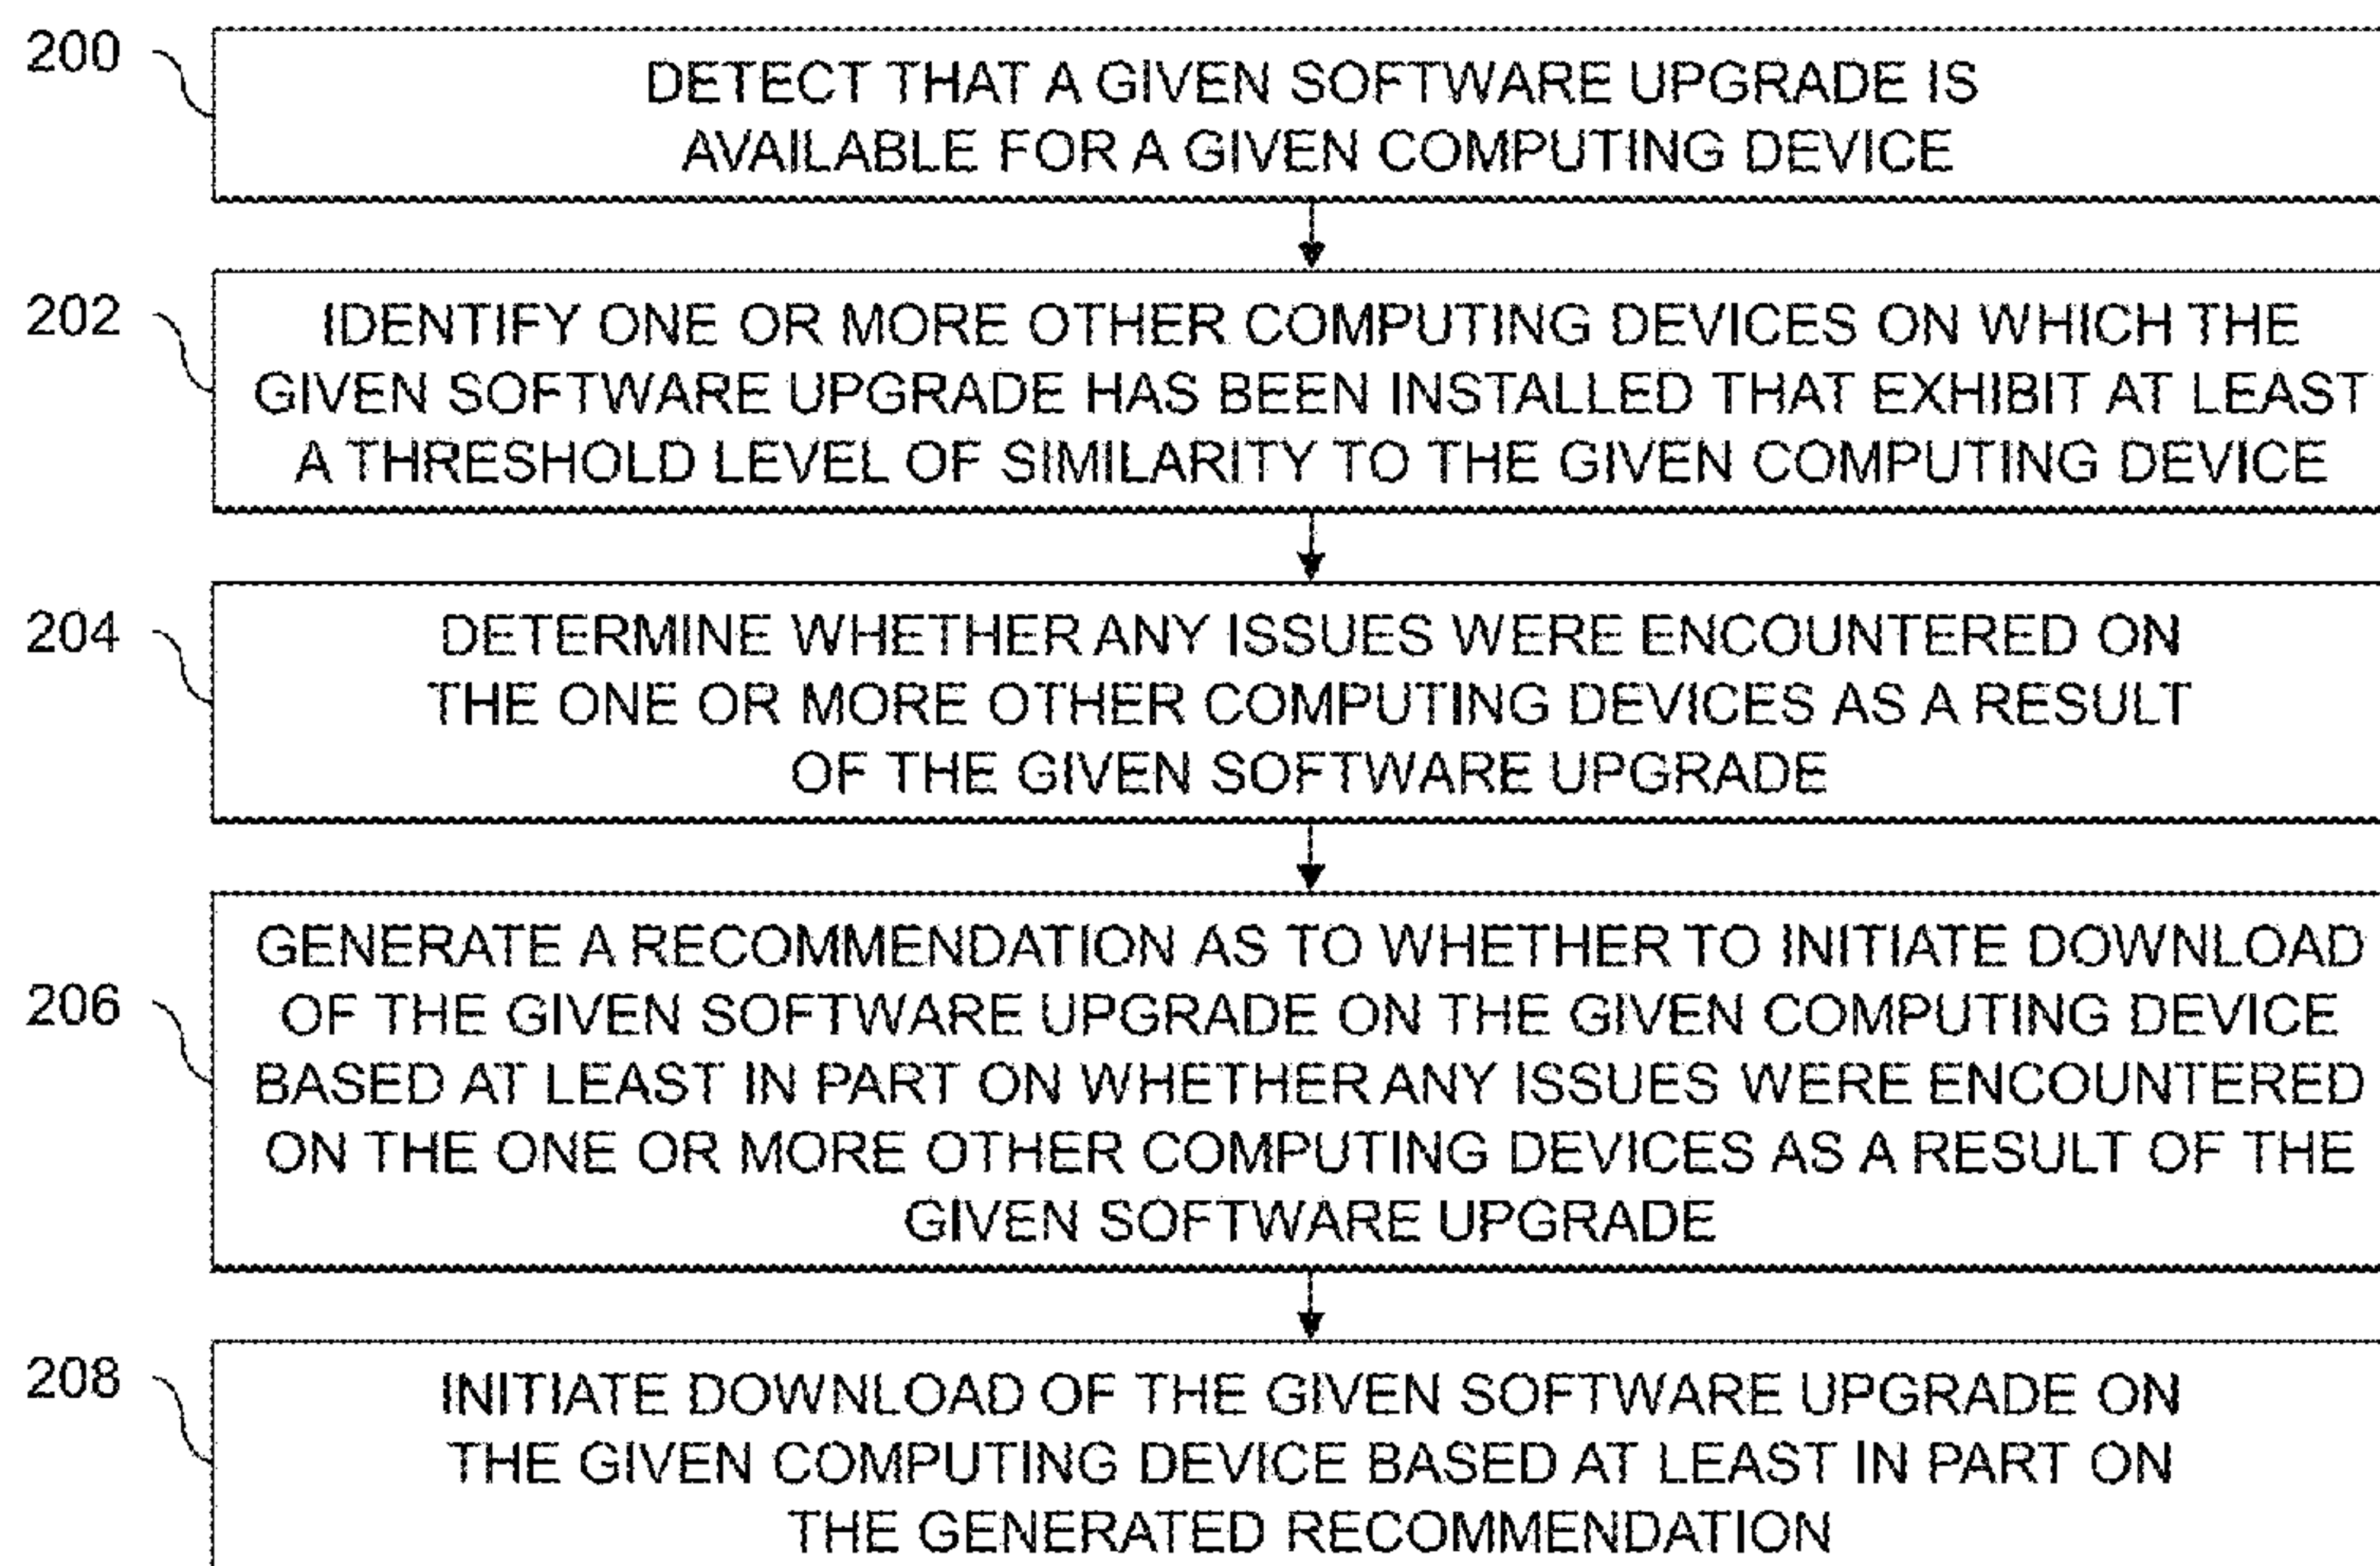 200
DETECT THAT A GIVEN SOFTWARE UPGRADE IS
AVAILABLE FOR A GIVEN COMPUTING DEVICE
202
IDENTIFY ONE OR MORE OTHER COMPUTING DEVICES ON WHICH THE
GIVEN SOFTWARE UPGRADE HAS BEEN INSTALLED THAT EXHIBIT AT LEAST
A THRESHOLD LEVEL OF SIMILARITY TO THE GIVEN COMPUTING DEVICE
204
DETERMINE WHETHER ANY ISSUES WERE ENCOUNTERED ON
THE ONE OR MORE OTHER COMPUTING DEVICES AS A RESULT
OF THE GIVEN SOFTWARE UPGRADE
206
GENERATE A RECOMMENDATION AS TO WHETHER TO INITIATE DOWNLOAD
OF THE GIVEN SOFTWARE UPGRADE ON THE GIVEN COMPUTING DEVICE
BASED AT LEAST IN PART ON WHETHER ANY ISSUES WERE ENCOUNTERED
ON THE ONE OR MORE OTHER COMPUTING DEVICES AS A RESULT OF THE
GIVEN SOFTWARE UPGRADE
208
INITIATE DOWNLOAD OF THE GIVEN SOFTWARE UPGRADE ON
THE GIVEN COMPUTING DEVICE BASED AT LEAST IN PART ON
THE GENERATED RECOMMENDATION